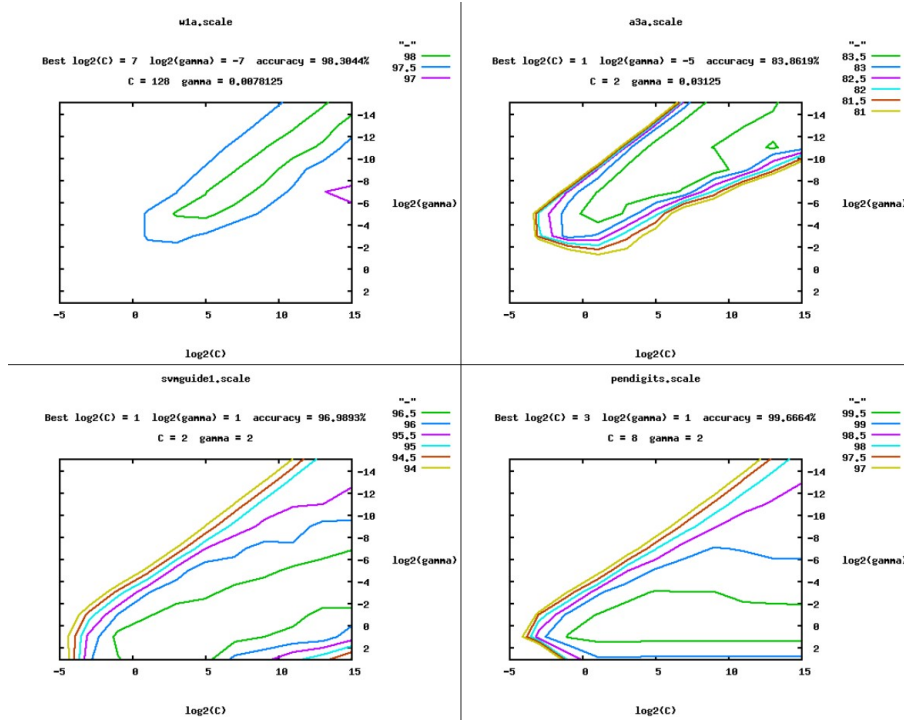 w1a.scale
"_"
Best log2(C) = 7 log2(gamma) = -7 accuracy = 98.3044%
98
97.5
97
C = 128 gamma = 0.0078125
-14
-12
-10
-8
-6
-4
-2
0
2
log2(gamma)
-5 0 5 10 15
log2(C)
a3a.scale
"_"
Best log2(C) = 1 log2(gamma) = -5 accuracy = 83.8619%
83.5
83
82.5
82
81.5
81
C = 2 gamma = 0.03125
-14
-12
-10
-8
-6
-4
-2
0
2
log2(gamma)
-5 0 5 10 15
log2(C)
svmguide1.scale
"_"
Best log2(C) = 1 log2(gamma) = 1 accuracy = 96.9893%
96.5
96
95.5
95
94.5
94
C = 2 gamma = 2
-14
-12
-10
-8
-6
-4
-2
0
2
log2(gamma)
-5 0 5 10 15
log2(C)
pendigits.scale
"_"
Best log2(C) = 3 log2(gamma) = 1 accuracy = 99.6664%
99.5
99
98.5
98
97.5
97
C = 8 gamma = 2
-14
-12
-10
-8
-6
-4
-2
0
2
log2(gamma)
-5 0 5 10 15
log2(C)